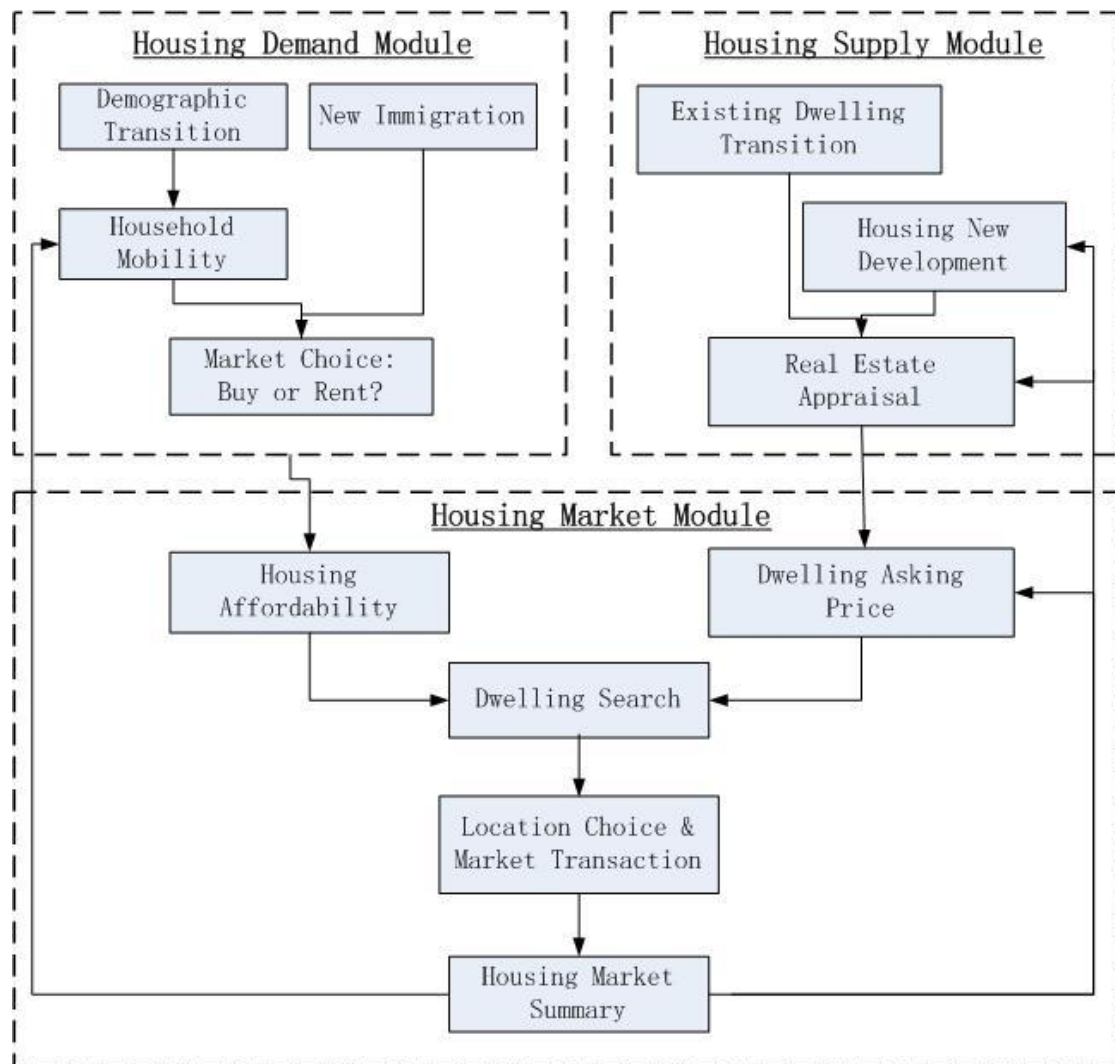 Housing Demand Module
Demographic
Transition
New Immigration
Household
Mobility
Market Choice:
Buy or Rent?
Housing Supply Module
Existing Dwelling
Transition
Housing New
Development
Real Estate
Appraisal
Housing Market Module
Housing
Affordability
Dwelling Asking
Price
Dwelling Search
Location Choice &
Market Transaction
Housing Market
Summary